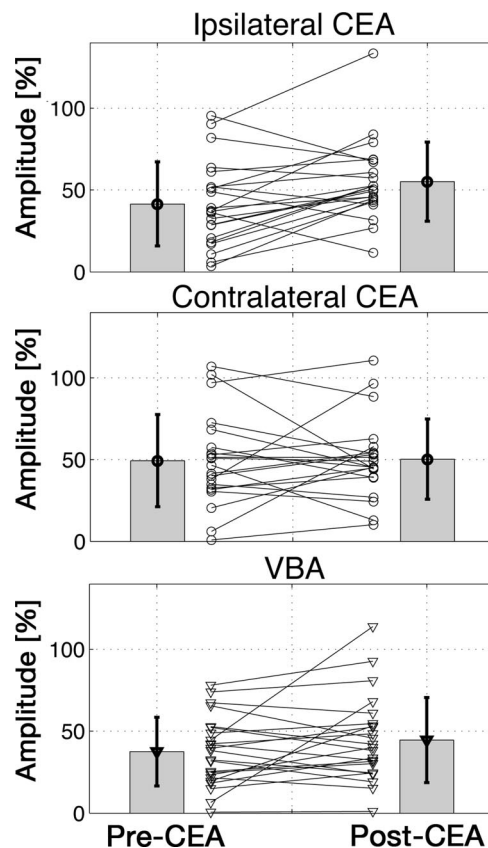 Ipsilateral CEA
Amplitude [%]
100
50
0
Contralateral CEA
Amplitude [%]
100
50
0
VBA
Amplitude [%]
100
50
0
Pre-CEA Post-CEA